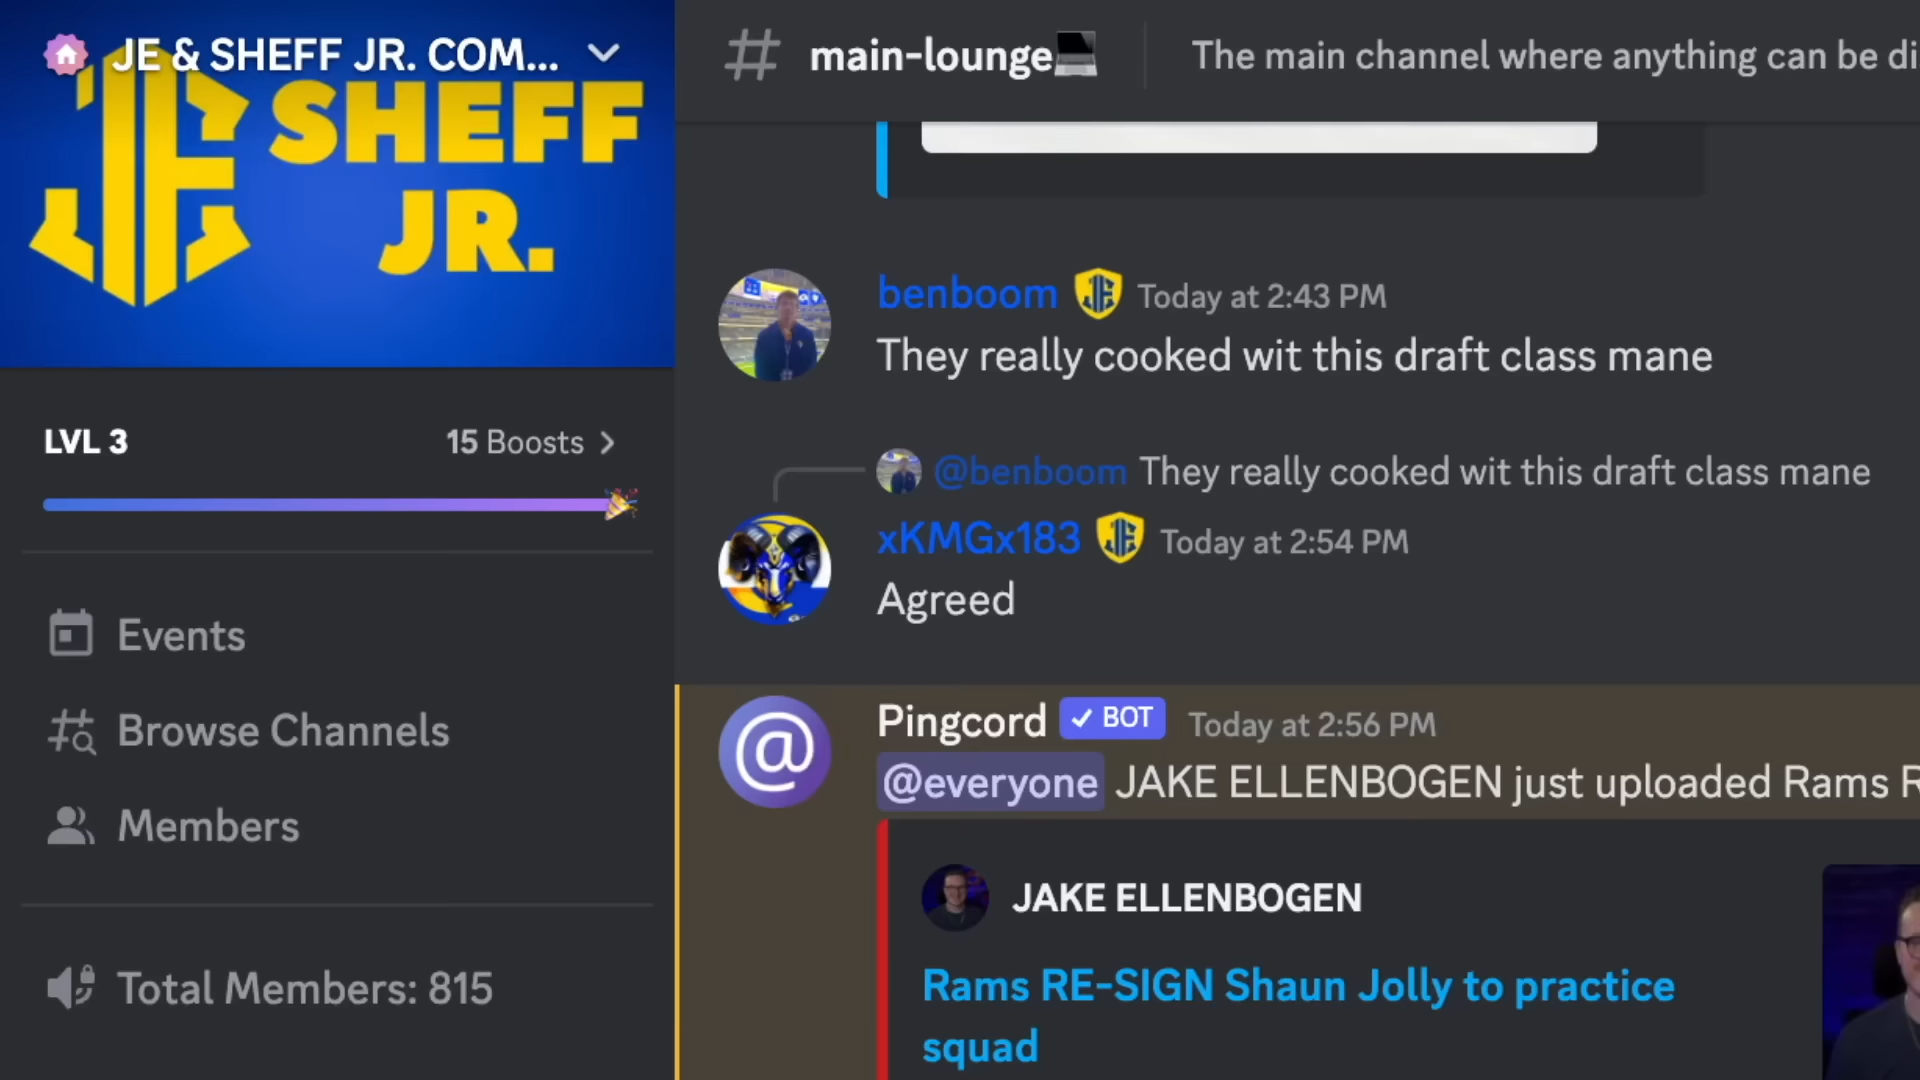 JE & SHEFF JR. COM...
JE SHEFF
JR.
LVL 3
15 Boosts
Events
Browse Channels
Members
Total Members: 815
main-lounge
The main channel where anything can be di
benboom JE Today at 2:43 PM
They really cooked wit this draft class mane
@benboom They really cooked wit this draft class mane
xKMGx183 JE Today at 2:54 PM
Agreed
@
Pingcord BOT Today at 2:56 PM
@everyone JAKE ELLENBOGEN just uploaded Rams R
JAKE ELLENBOGEN
Rams RE-SIGN Shaun Jolly to practice
squad